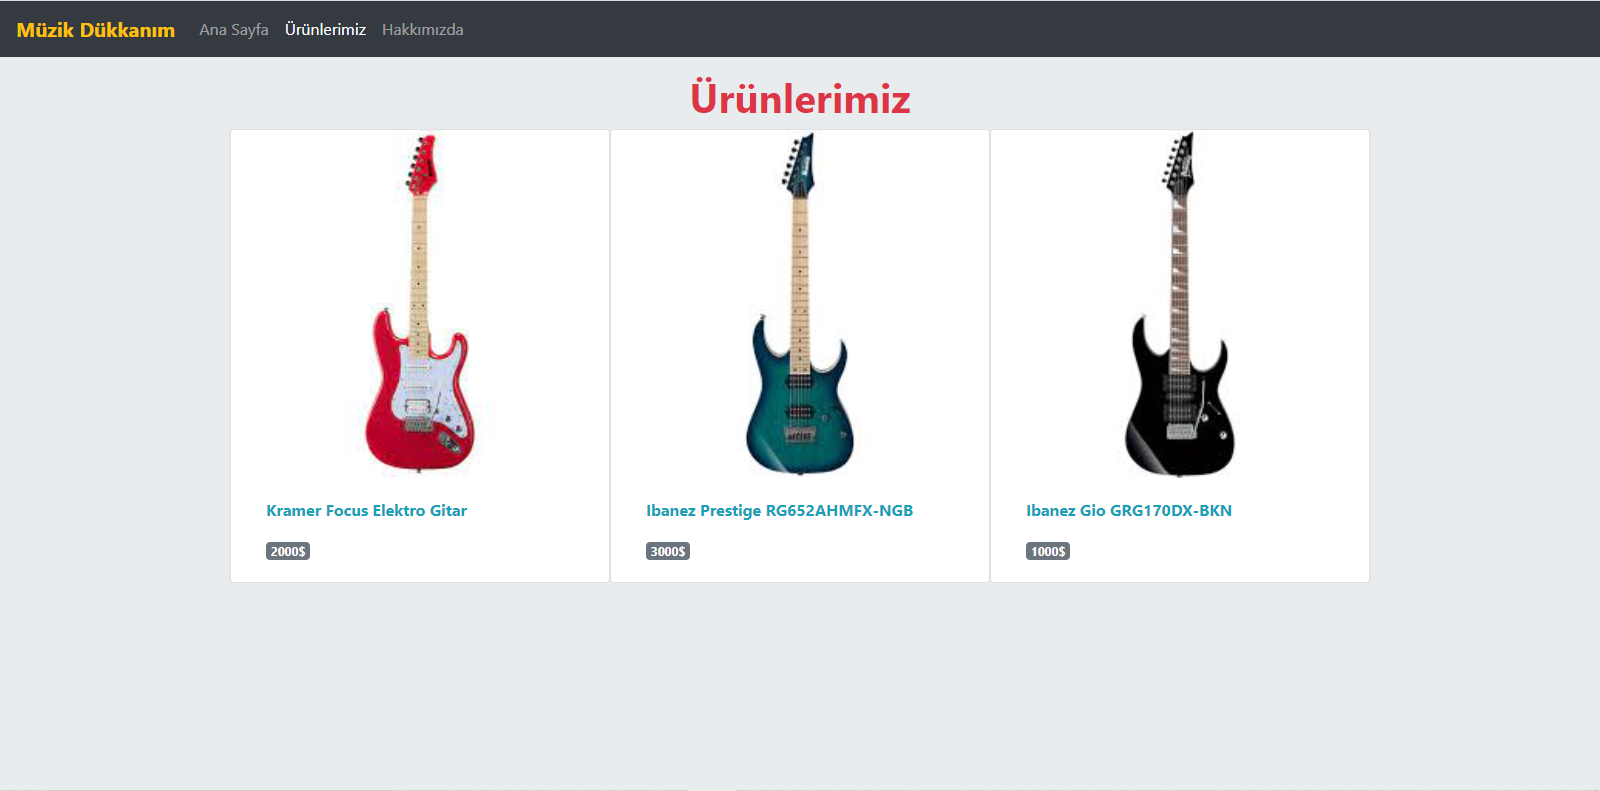 Müzik Dükkanım Ana Sayfa Ürünlerimiz Hakkımızda
Ürünlerimiz
Kramer Focus Elektro Gitar
2000$
Ibanez Prestige RG652AHMFX-NGB
3000$
Ibanez Gio GRG170DX-BKN
1000$